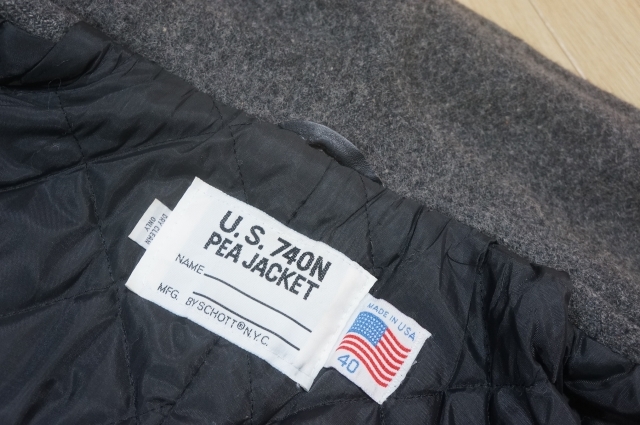 DRY CLEAN
ONLY
U.S. 740N
PEA JACKET
NAME
MFG. BY SCHOTT® N.Y.C.
MADE IN USA
40